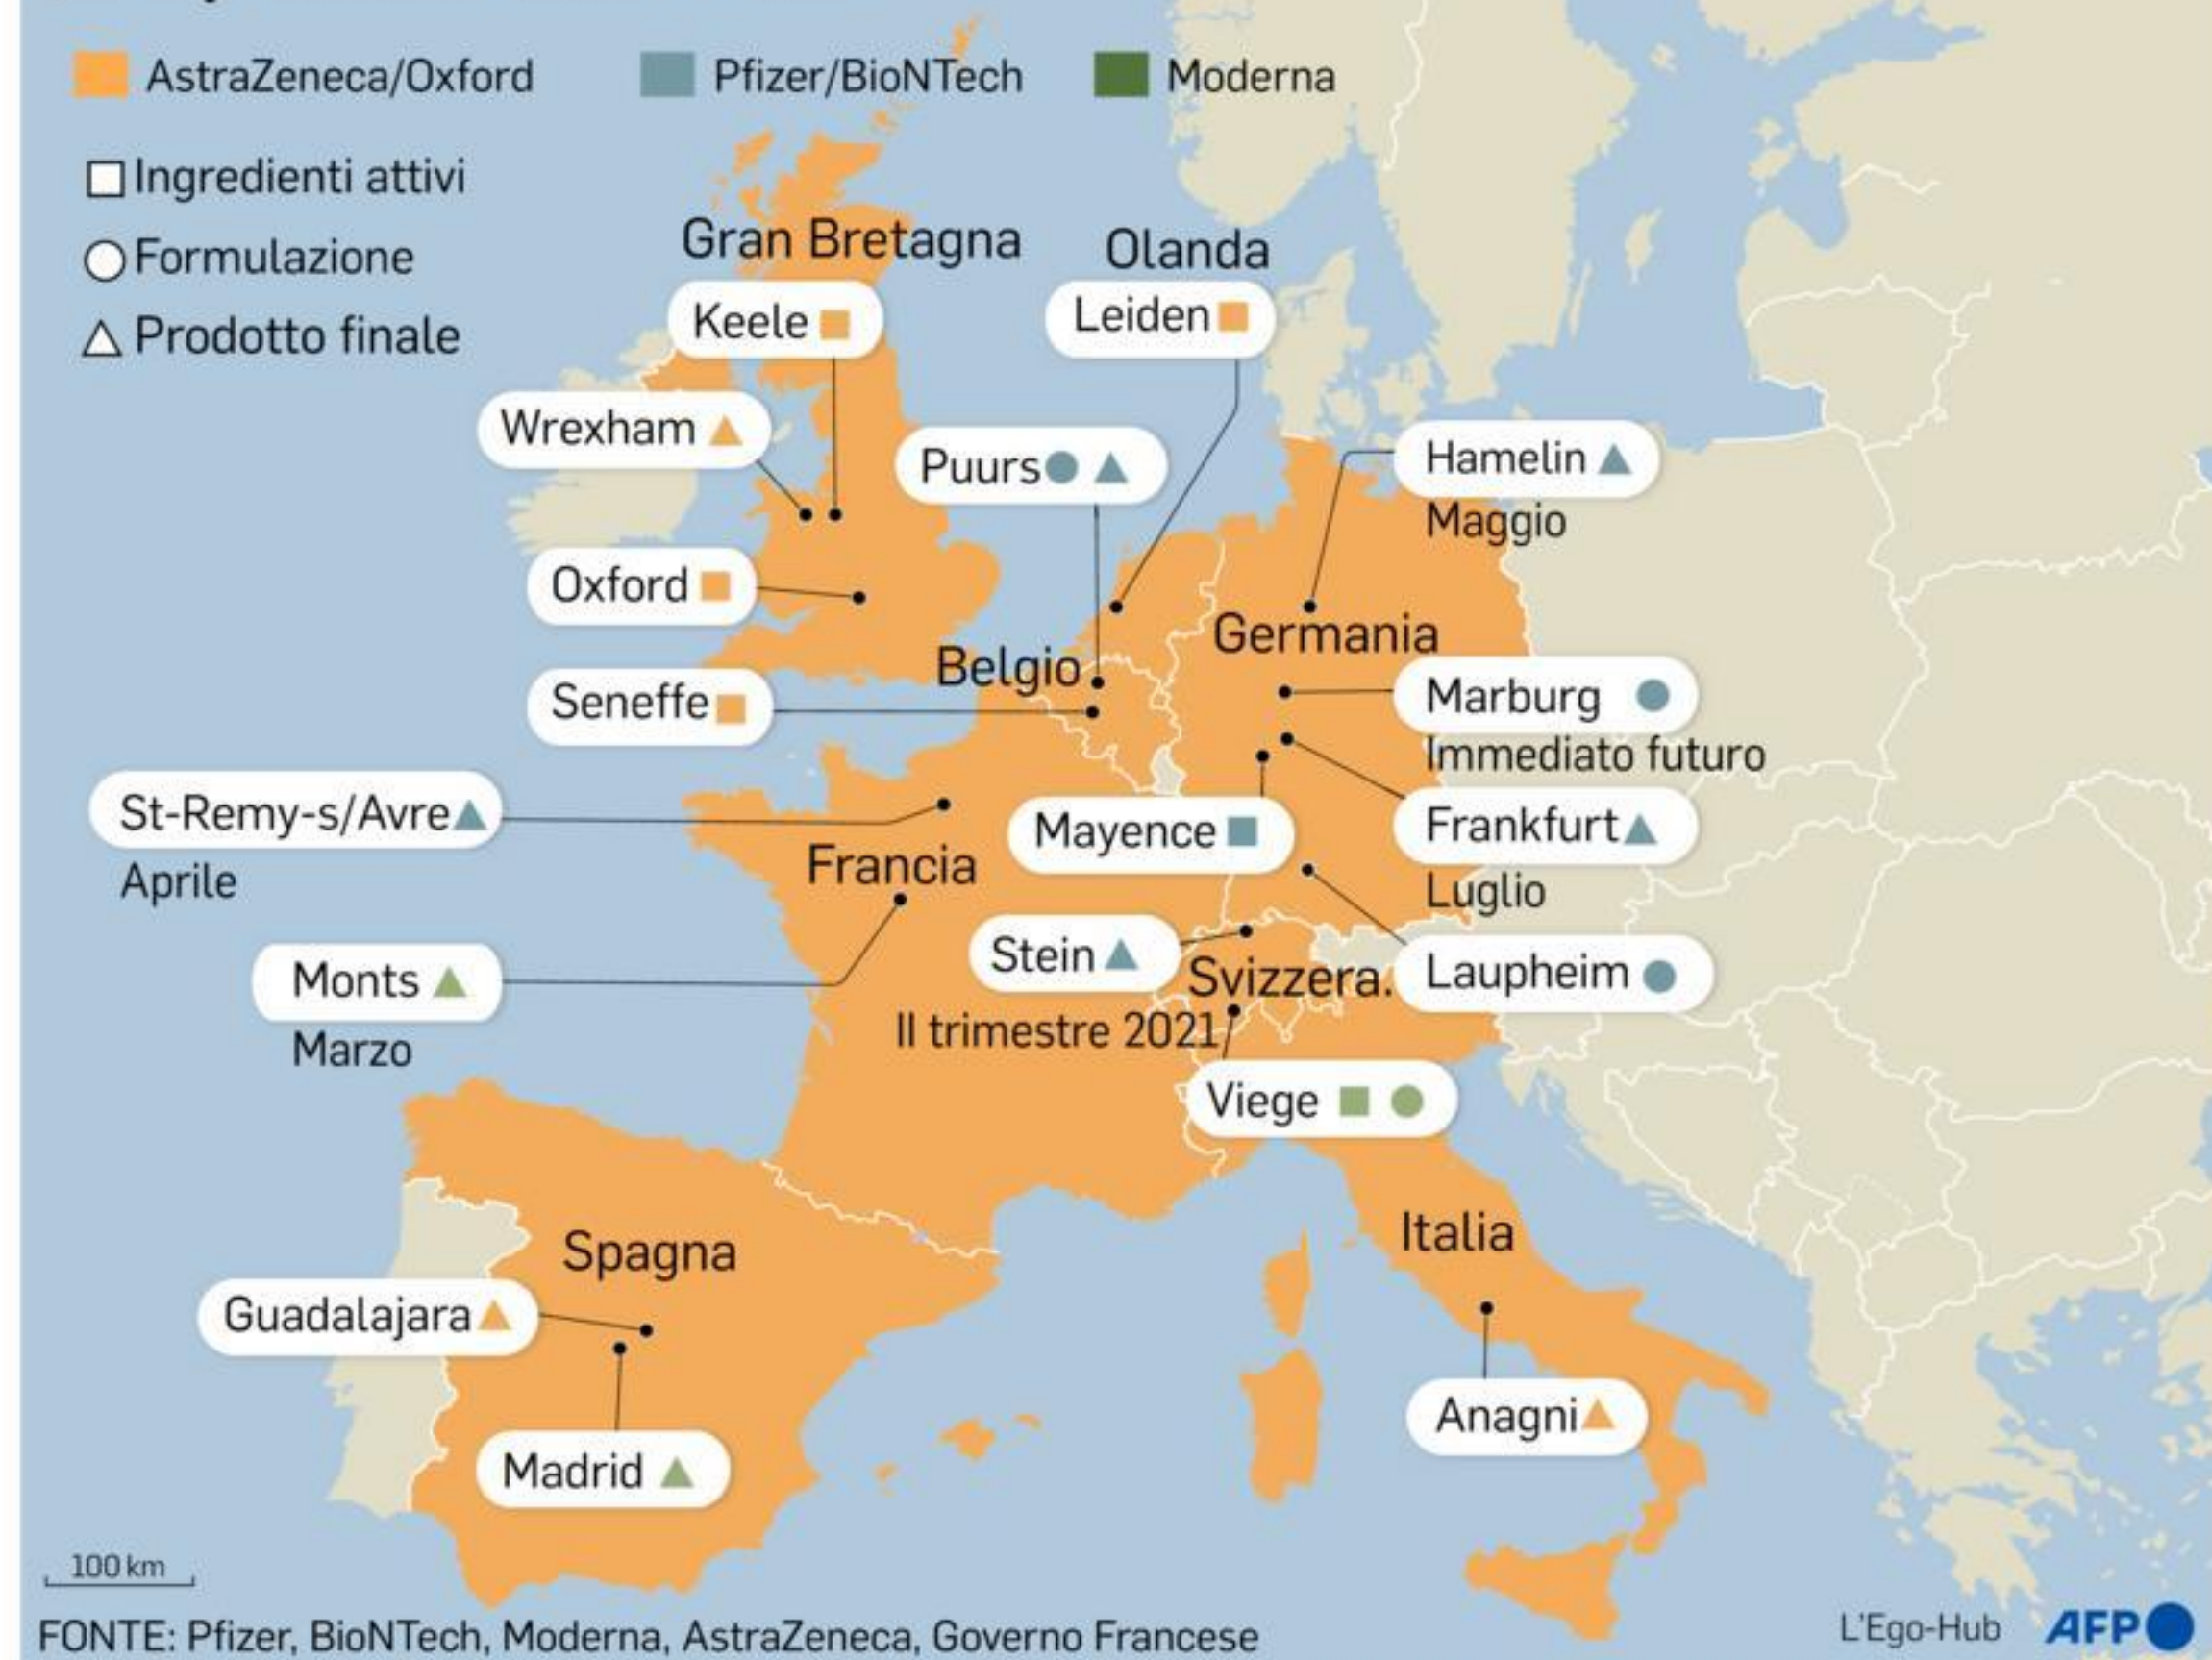 AstraZeneca/Oxford
Pfizer/BioNTech
Moderna
Ingredienti attivi
Formulazione
Prodotto finale
Gran Bretagna
Olanda
Keele
Leiden
Wrexham
Puurs
Hamelin
Maggio
Oxford
Germania
Belgio
Seneffe
Marburg
Immediato futuro
St-Remy-s/Avre
Aprile
Mayence
Frankfurt
Luglio
Francia
Stein
Svizzera.
Laupheim
II trimestre 2021
Monts
Marzo
Viege
Italia
Spagna
Guadalajara
Anagni
Madrid
100 km
FONTE: Pfizer, BioNTech, Moderna, AstraZeneca, Governo Francese
L'Ego-Hub
AFP